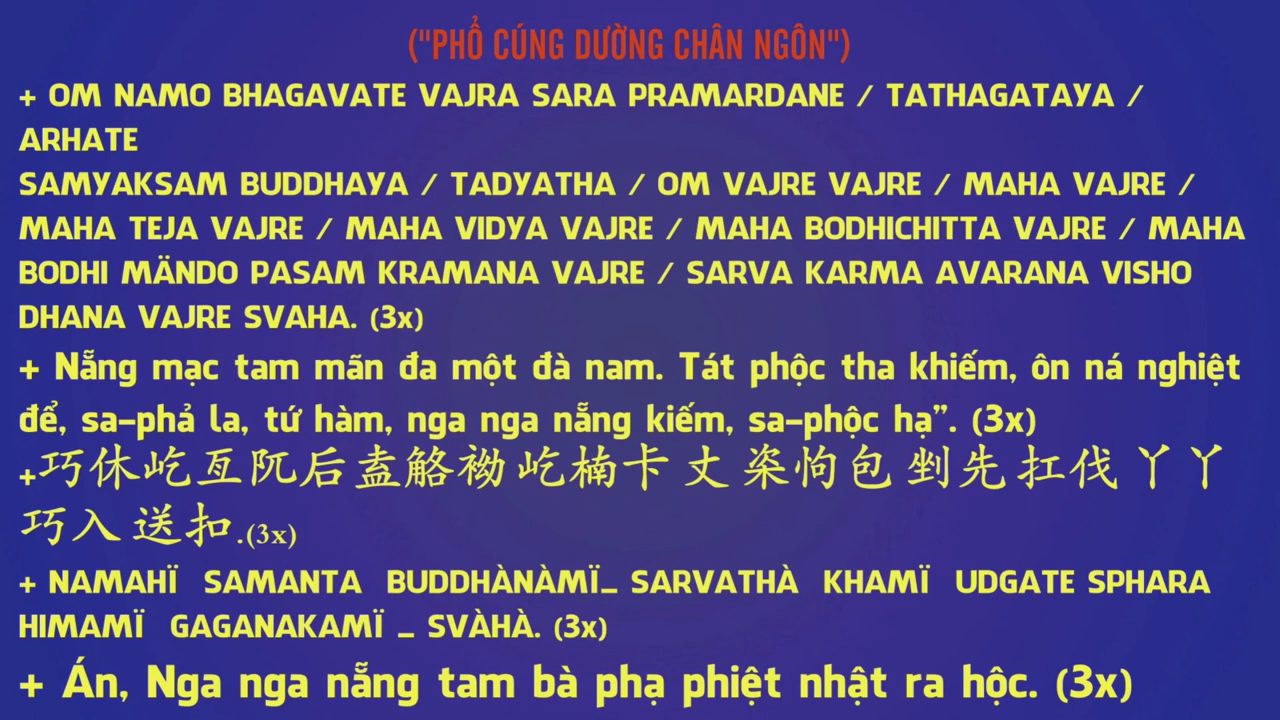 ("PHỔ CÚNG DƯỜNG CHÂN NGÔN")
+ OM NAMO BHAGAVATE VAJRA SARA PRAMARDANE / TATHAGATAYA /
ARHATE
SAMYAKSAM BUDDHAYA / TADYATHA / OM VAJRE VAJRE / MAHA VAJRE /
MAHA TEJA VAJRE / MAHA VIDYA VAJRE / MAHA BODHICHITTA VAJRE / MAHA
BODHI MÄNDO PASAM KRAMANA VAJRE / SARVA KARMA AVARANA VISHO
DHANA VAJRE SVAHA. (3x)
+ Nẵng mạc tam mãn đa một đà nam. Tát phộc tha khiếm, ôn ná nghiệt
để, sa-phả la, tứ hàm, nga nga nẵng kiếm, sa-phộc hạ”. (3x)
+巧休屹亙阢后盍觡袎屹楠卡丈栥恦包剉先扛伐丫丫
巧入送扣.(3x)
+ NAMAHÏ SAMANTA BUDDHÀNÀMÏ_ SARVATHÀ KHAMÏ UDGATE SPHARA
HIMAMÏ GAGANAKAMÏ _ SVÀHÀ. (3x)
+ Án, Nga nga nẵng tam bà phạ phiệt nhật ra hộc. (3x)